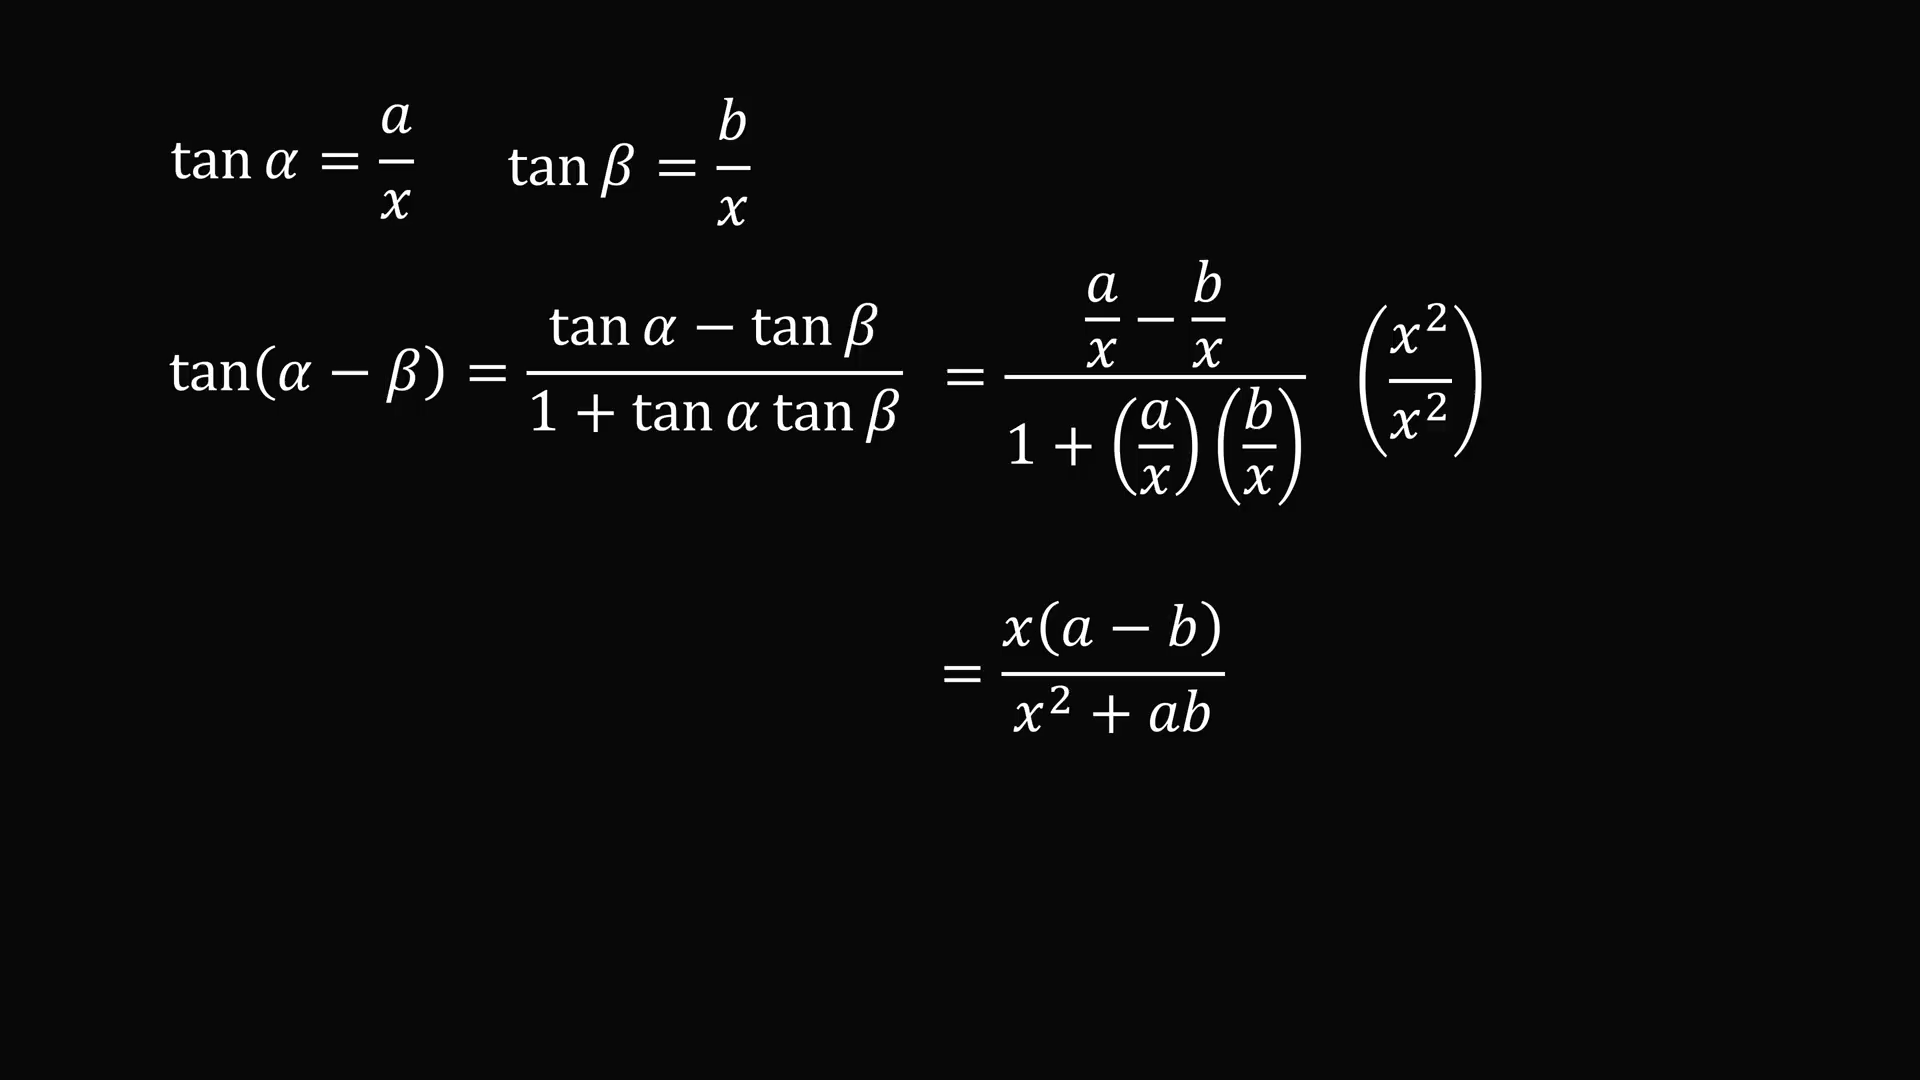 tan α = a/x    tan β = b/x
tan(α − β) = (tan α − tan β)/(1 + tan α tan β) = (a/x − b/x)/(1 + (a/x)(b/x)) (x²/x²)
= x(a − b)/(x² + ab)